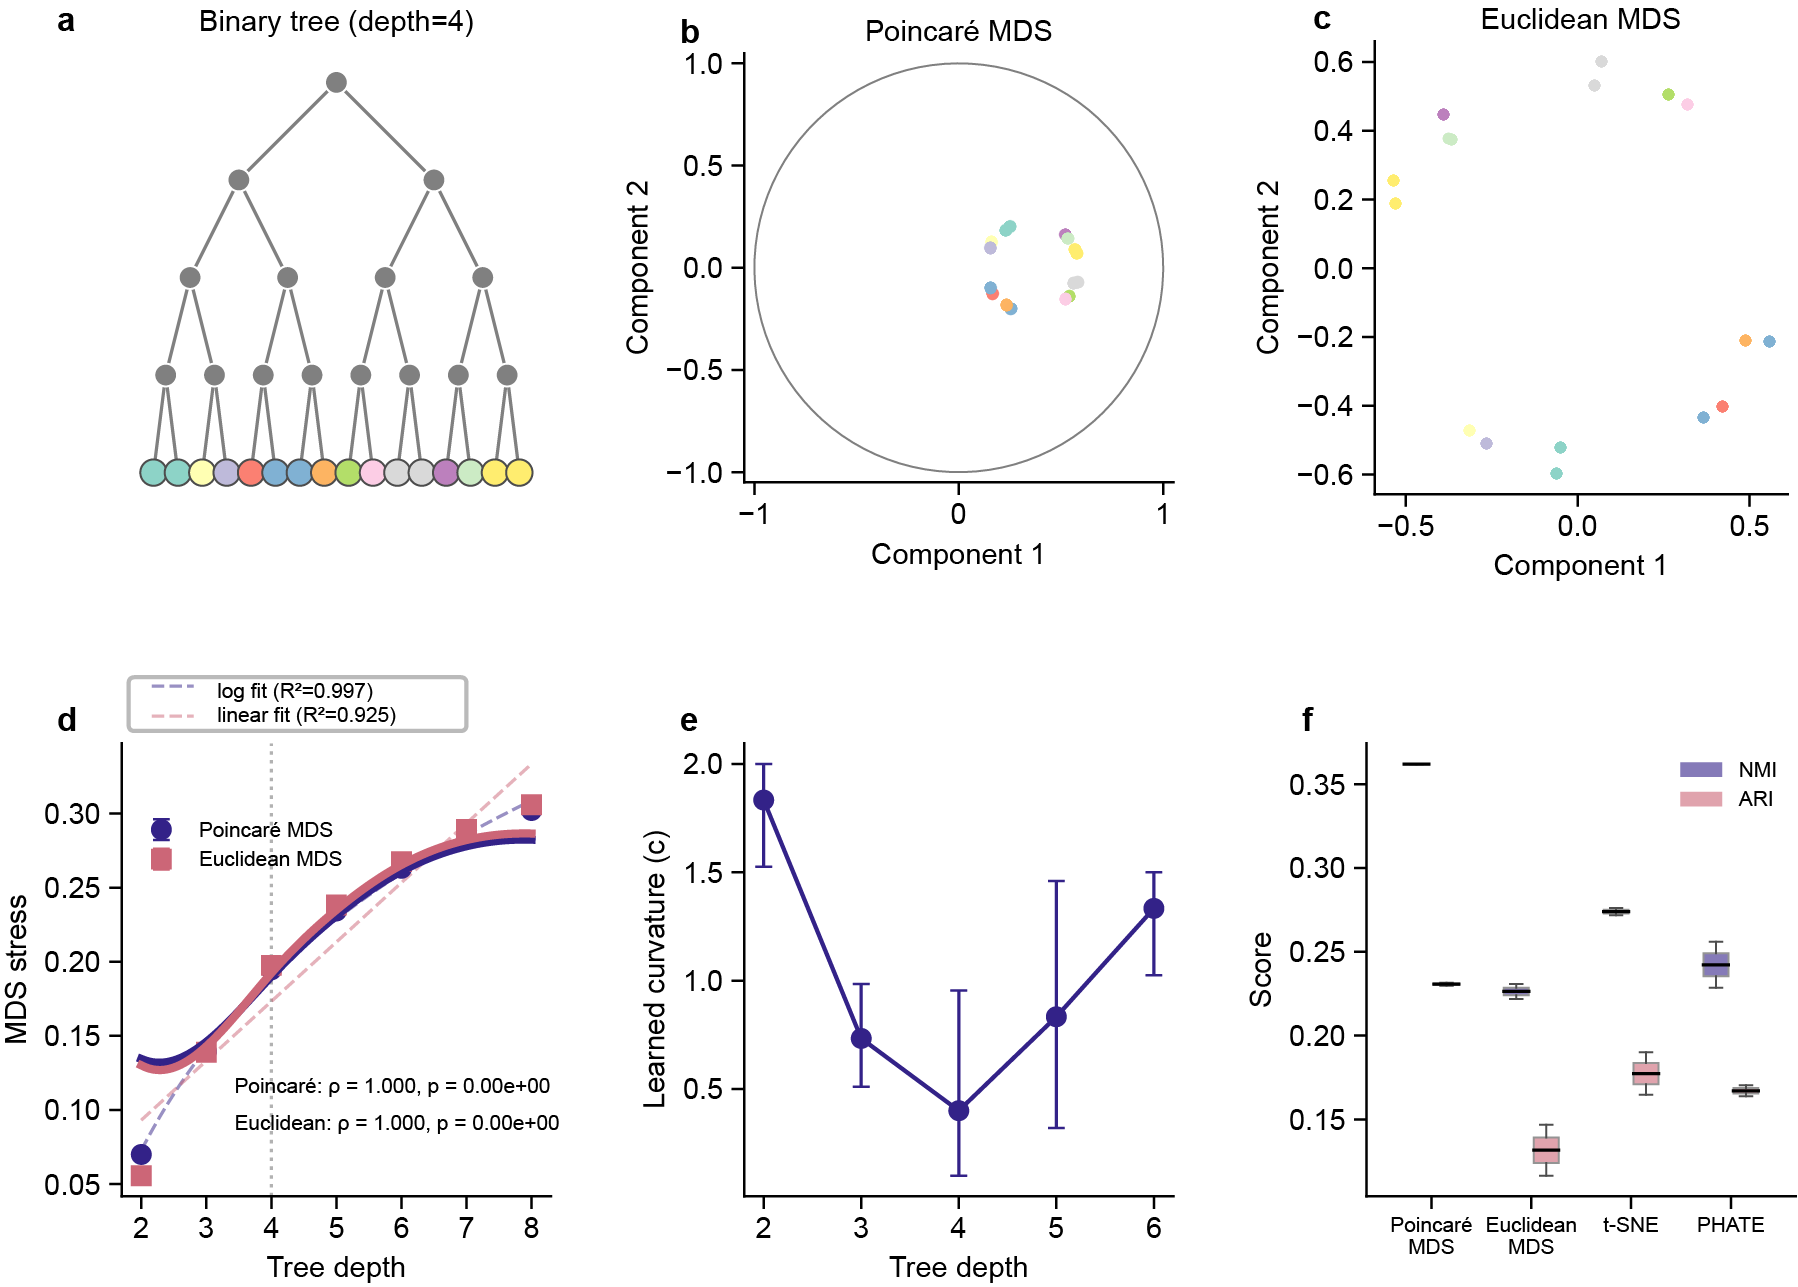 a
Binary tree (depth=4)
b
Poincaré MDS
1.0
0.5
0.0
−0.5
−1.0
−1
0
1
Component 2
Component 1
c
Euclidean MDS
0.6
0.4
0.2
0.0
−0.2
−0.4
−0.6
−0.5
0.0
0.5
Component 2
Component 1
d
log fit (R²=0.997)
linear fit (R²=0.925)
Poincaré MDS
Euclidean MDS
Poincaré: ρ = 1.000, p = 0.00e+00
Euclidean: ρ = 1.000, p = 0.00e+00
0.30
0.25
0.20
0.15
0.10
0.05
2
3
4
5
6
7
8
MDS stress
Tree depth
e
2.0
1.5
1.0
0.5
2
3
4
5
6
Learned curvature (c)
Tree depth
f
NMI
ARI
0.35
0.30
0.25
0.20
0.15
Score
Poincaré
MDS
Euclidean
MDS
t-SNE
PHATE